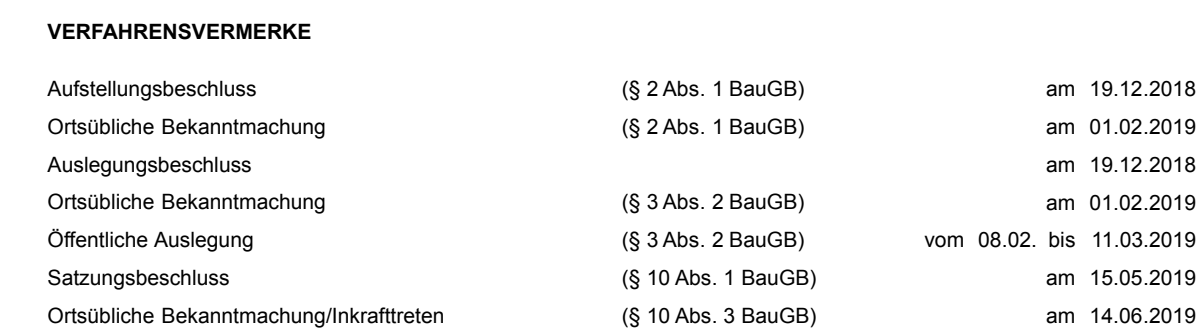 VERFAHRENSVERMERKE
Aufstellungsbeschluss (§ 2 Abs. 1 BauGB) am 19.12.2018
Ortsübliche Bekanntmachung (§ 2 Abs. 1 BauGB) am 01.02.2019
Auslegungsbeschluss am 19.12.2018
Ortsübliche Bekanntmachung (§ 3 Abs. 2 BauGB) am 01.02.2019
Öffentliche Auslegung (§ 3 Abs. 2 BauGB) vom 08.02. bis 11.03.2019
Satzungsbeschluss (§ 10 Abs. 1 BauGB) am 15.05.2019
Ortsübliche Bekanntmachung/Inkrafttreten (§ 10 Abs. 3 BauGB) am 14.06.2019